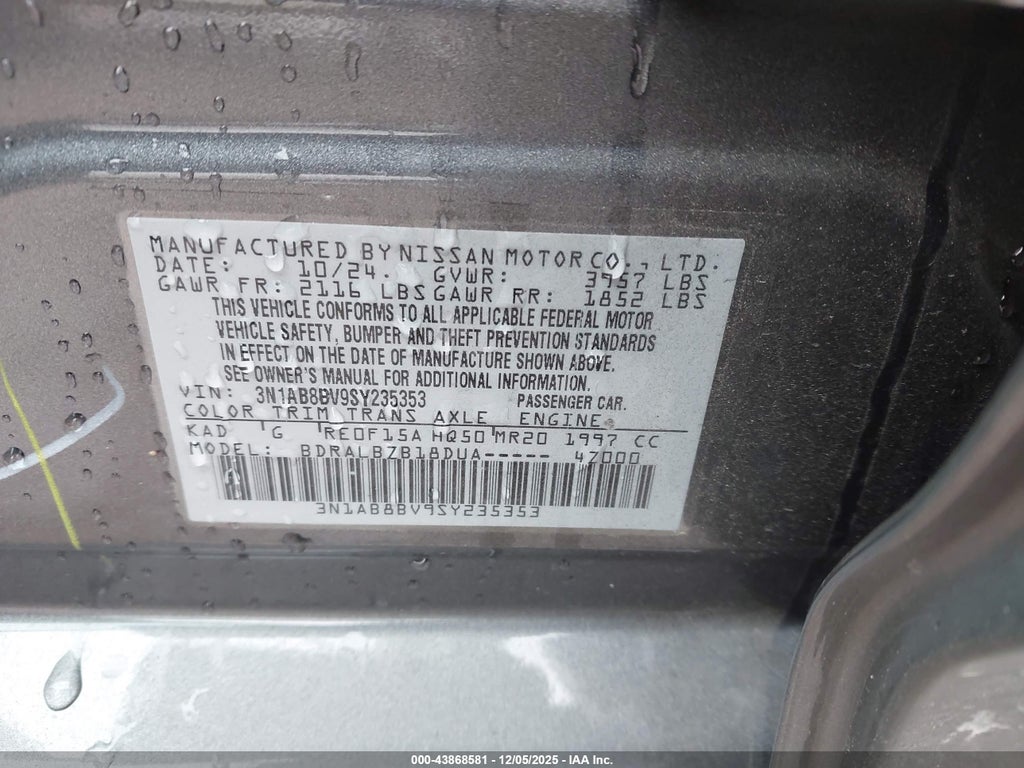 MANUFACTURED BY NISSAN MOTOR CO., LTD.
DATE: 10/24. GVWR: 3957 LBS
GAWR FR: 2116 LBS GAWR RR: 1852 LBS
THIS VEHICLE CONFORMS TO ALL APPLICABLE FEDERAL MOTOR
VEHICLE SAFETY, BUMPER AND THEFT PREVENTION STANDARDS
IN EFFECT ON THE DATE OF MANUFACTURE SHOWN ABOVE.
SEE OWNER'S MANUAL FOR ADDITIONAL INFORMATION.
VIN: 3N1AB8BV9SY235353 PASSENGER CAR.
COLOR TRIM TRANS AXLE ENGINE
KAD G RE0F15A HQ50 MR20 1997 CC
MODEL: BDRALBZB18DUA----- 47000
3N1AB8BV9SY235353
000-43868581 - 12/05/2025 - IAA Inc.